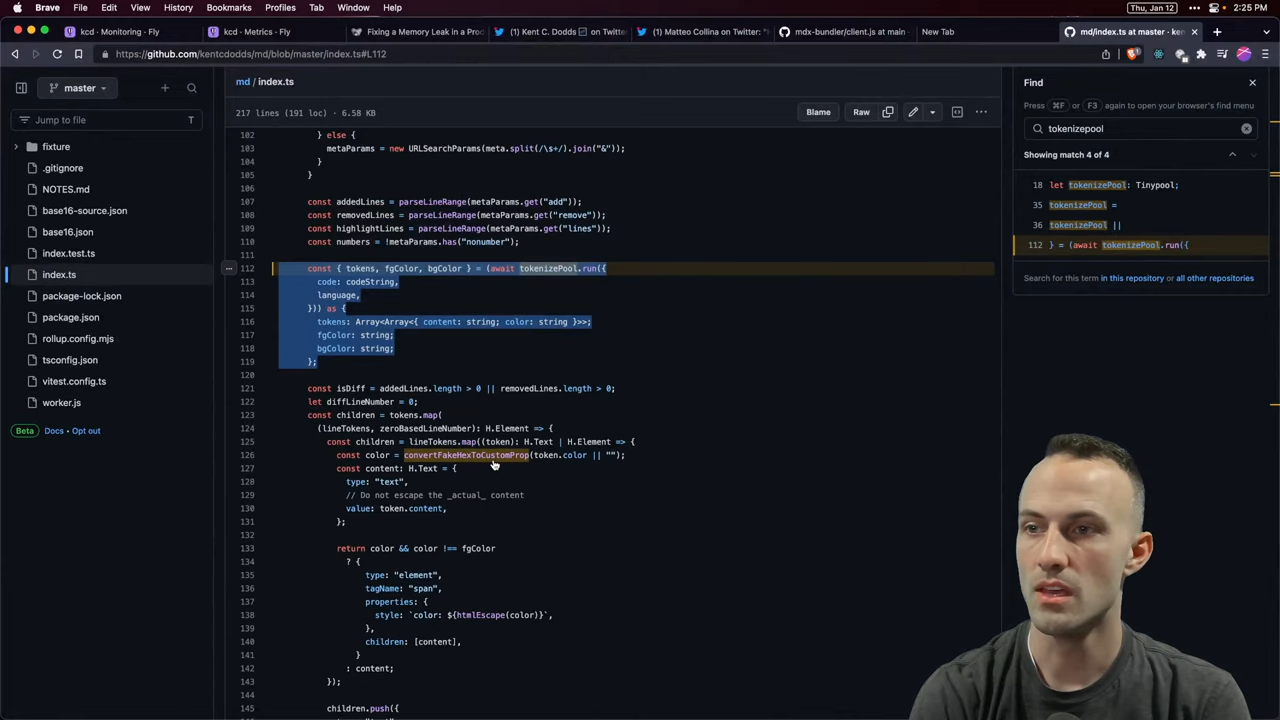 Brave File Edit View History Bookmarks Profiles Tab Window Help Thu, Jan 12 2:25 PM
kcd - Monitoring · Fly
kcd - Metrics · Fly
Fixing a Memory Leak in a Prod
(1) Kent C. Dodds on Twitter
(1) Matteo Collina on Twitter: "
mdx-bundler/client.js at main
New Tab
md/index.ts at master · ken
https://github.com/kentcdodds/md/blob/master/index.ts#L112
master
Jump to file T
fixture
.gitignore
NOTES.md
base16-source.json
base16.json
index.test.ts
index.ts
package-lock.json
package.json
rollup.config.mjs
tsconfig.json
vitest.config.ts
worker.js
Beta Docs · Opt out
md / index.ts
217 lines (191 loc) · 6.58 KB
Blame Raw
102 } else {
103 metaParams = new URLSearchParams(meta.split(/\s+/).join("&"));
104 }
105 }
106
107 const addedLines = parseLineRange(metaParams.get("add"));
108 const removedLines = parseLineRange(metaParams.get("remove"));
109 const highlightLines = parseLineRange(metaParams.get("lines"));
110 const numbers = !metaParams.has("nonumber");
111
112 const { tokens, fgColor, bgColor } = (await tokenizePool.run({
113 code: codeString,
114 language,
115 })) as {
116 tokens: Array<Array<{ content: string; color: string }>>;
117 fgColor: string;
118 bgColor: string;
119 };
120
121 const isDiff = addedLines.length > 0 || removedLines.length > 0;
122 let diffLineNumber = 0;
123 const children = tokens.map(
124 (lineTokens, zeroBasedLineNumber): H.Element => {
125 const children = lineTokens.map((token): H.Text | H.Element => {
126 const color = convertFakeHexToCustomProp(token.color || "");
127 const content: H.Text = {
128 type: "text",
129 // Do not escape the _actual_ content
130 value: token.content,
131 };
132
133 return color && color !== fgColor
134 ? {
135 type: "element",
136 tagName: "span",
137 properties: {
138 style: `color: ${htmlEscape(color)}`,
139 },
140 children: [content],
141 }
142 : content;
143 });
144
145 children.push({
Find
Press ⌘F or F3 again to open your browser's find menu
tokenizepool
Showing match 4 of 4
18 let tokenizePool: Tinypool;
35 tokenizePool =
36 tokenizePool ||
112 } = (await tokenizePool.run({
Search for this term in this repository or all other repositories